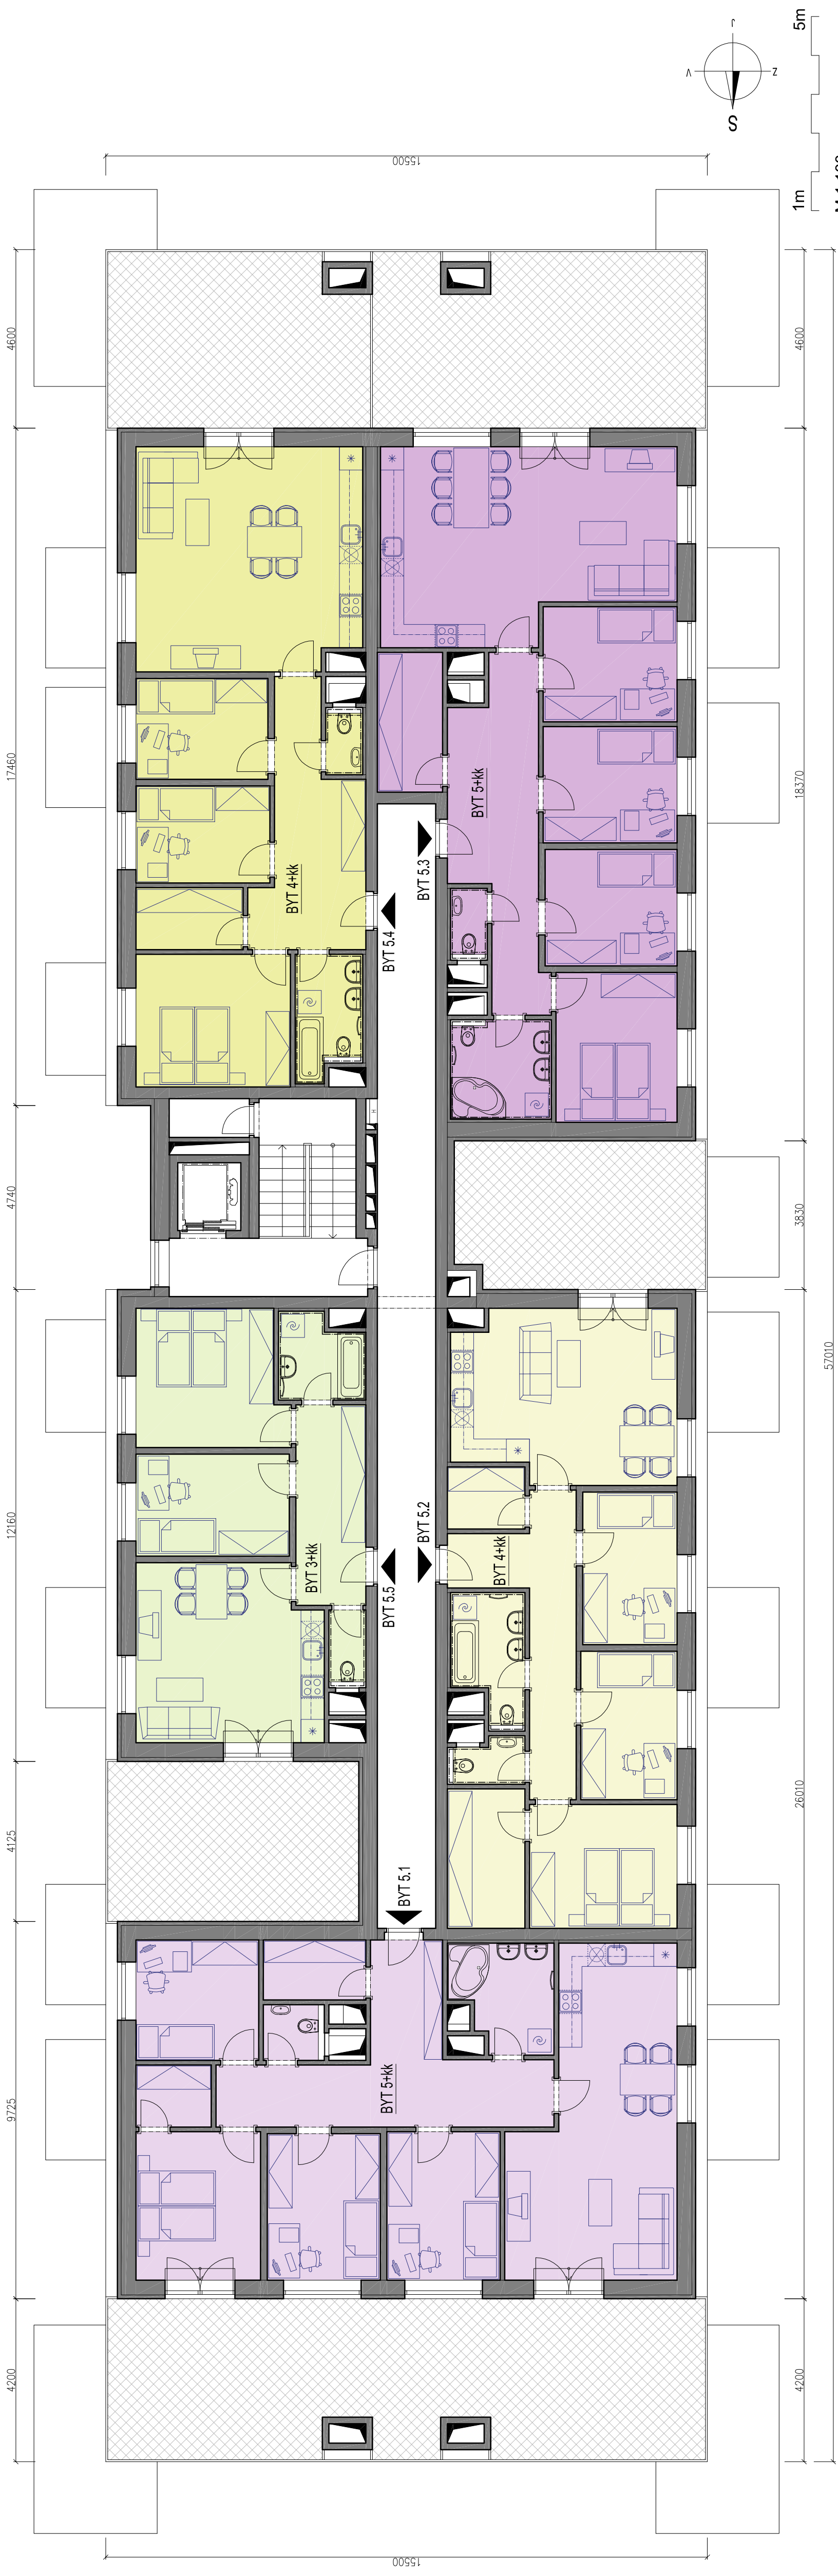 5m
1m
J
V
Z
S
15500
4600
4600
17460
18370
BYT 4+kk
BYT 5+kk
BYT 5.3
BYT 5.4
4740
3830
57010
12160
26010
BYT 3+kk
BYT 4+kk
BYT 5.2
BYT 5.5
H
4125
BYT 5.1
9725
BYT 5+kk
4200
4200
15500